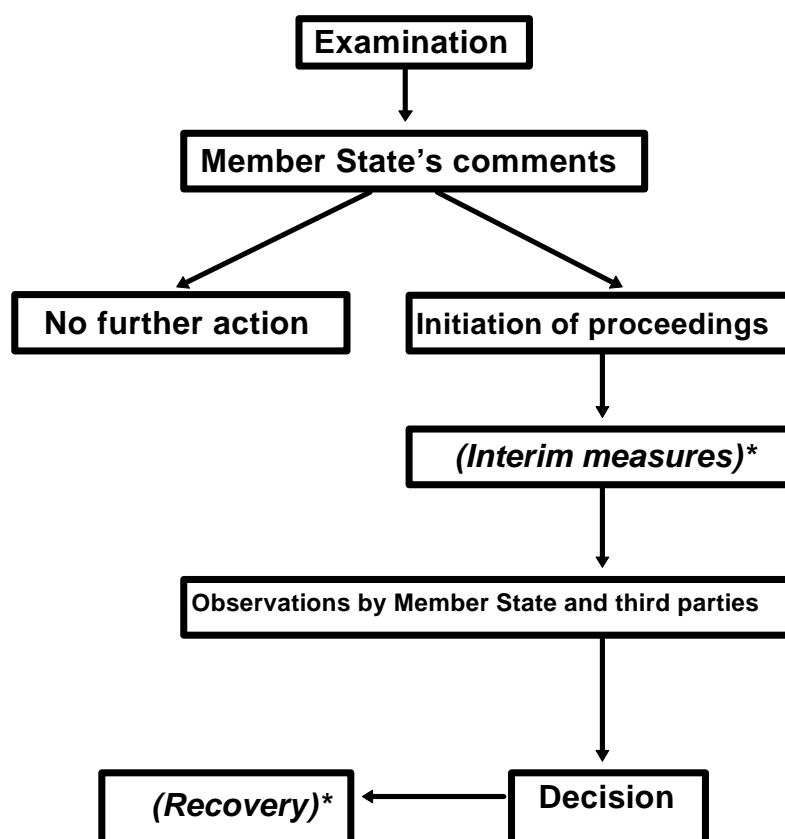 Examination
Member State’s comments
No further action
Initiation of proceedings
(Interim measures)*
Observations by Member State and third parties
(Recovery)*
Decision